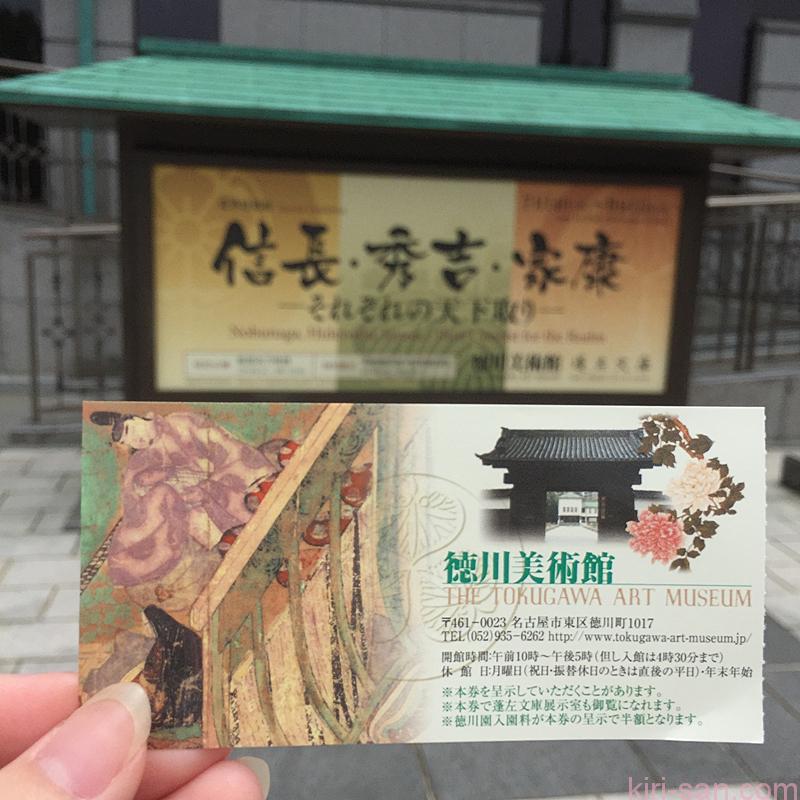 信長・秀吉・家康
―それぞれの天下取り―
徳川美術館
徳川美術館
THE TOKUGAWA ART MUSEUM
〒461-0023 名古屋市東区徳川町1017
TEL(052)935-6262 http://www.tokugawa-art-museum.jp/
開館時間:午前10時～午後5時(但し入館は4時30分まで)
休 館 日:月曜日(祝日・振替休日のときは直後の平日)・年末年始
※本券を呈示していただくことがあります。
※本券で蓬左文庫展示室も御覧になれます。
※徳川園入園料が本券の呈示で半額となります。
kiri-san.com